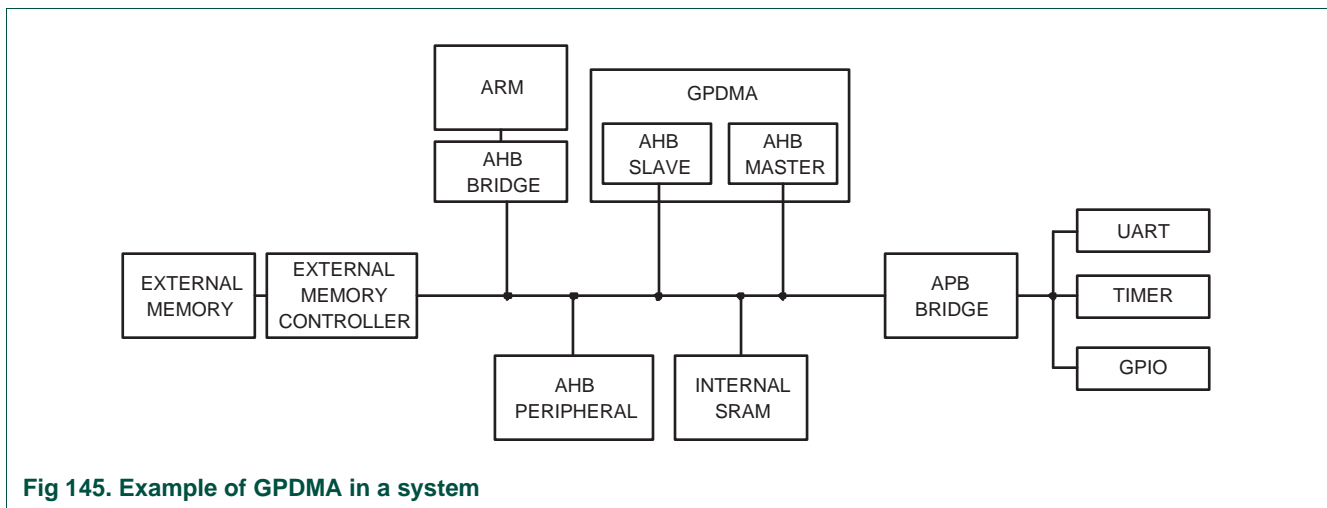 ARM
GPDMA
AHB
BRIDGE
AHB
SLAVE
AHB
MASTER
EXTERNAL
MEMORY
EXTERNAL
MEMORY
CONTROLLER
APB
BRIDGE
UART
TIMER
GPIO
AHB
PERIPHERAL
INTERNAL
SRAM
Fig 145. Example of GPDMA in a system